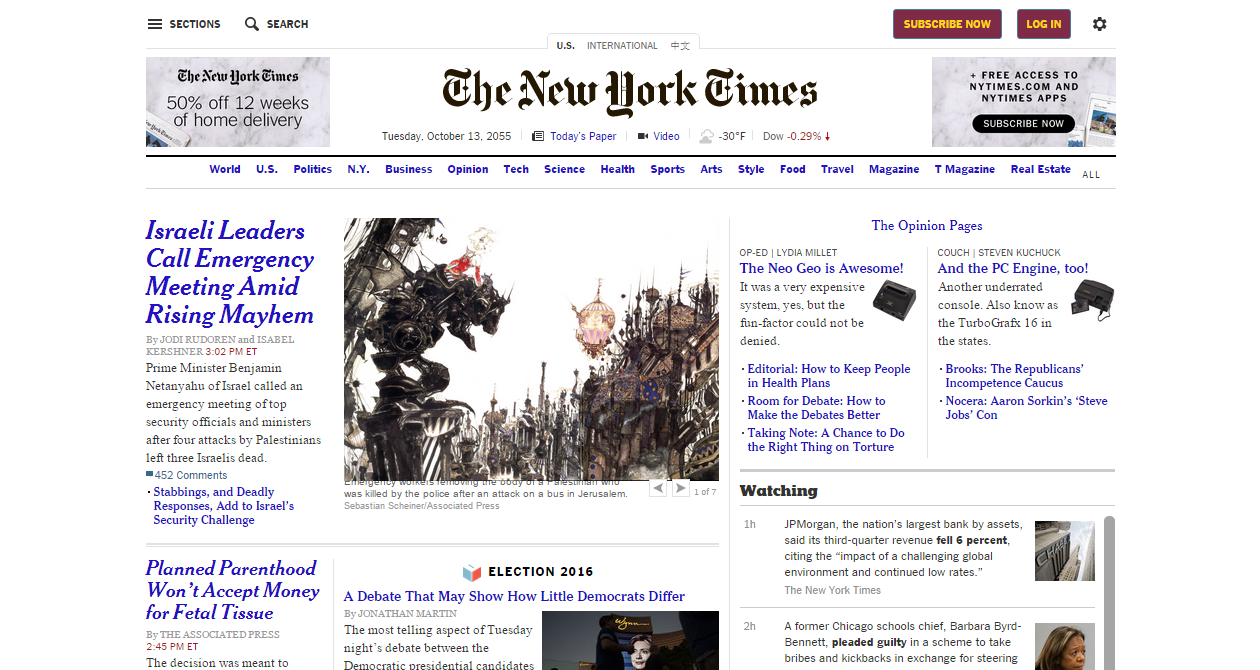 SECTIONS
SEARCH
SUBSCRIBE NOW
LOG IN
U.S.
INTERNATIONAL
中文
The New York Times
50% off 12 weeks
of home delivery
The New York Times
+ FREE ACCESS TO
NYTIMES.COM AND
NYTIMES APPS
SUBSCRIBE NOW
Tuesday, October 13, 2055
Today's Paper
Video
-30°F
Dow -0.29%
World
U.S.
Politics
N.Y.
Business
Opinion
Tech
Science
Health
Sports
Arts
Style
Food
Travel
Magazine
T Magazine
Real Estate
ALL
Israeli Leaders
Call Emergency
Meeting Amid
Rising Mayhem
By JODI RUDOREN and ISABEL
KERSHNER 3:02 PM ET
Prime Minister Benjamin
Netanyahu of Israel called an
emergency meeting of top
security officials and ministers
after four attacks by Palestinians
left three Israelis dead.
452 Comments
· Stabbings, and Deadly
Responses, Add to Israel's
Security Challenge
Emergency workers removing the body of a Palestinian who
was killed by the police after an attack on a bus in Jerusalem.
Sebastian Scheiner/Associated Press
1 of 7
Planned Parenthood
Won't Accept Money
for Fetal Tissue
By THE ASSOCIATED PRESS
2:45 PM ET
The decision was meant to
ELECTION 2016
A Debate That May Show How Little Democrats Differ
By JONATHAN MARTIN
The most telling aspect of Tuesday
night's debate between the
Democratic presidential candidates
The Opinion Pages
OP-ED | LYDIA MILLET
The Neo Geo is Awesome!
It was a very expensive
system, yes, but the
fun-factor could not be
denied.
· Editorial: How to Keep People
in Health Plans
· Room for Debate: How to
Make the Debates Better
· Taking Note: A Chance to Do
the Right Thing on Torture
COUCH | STEVEN KUCHUCK
And the PC Engine, too!
Another underrated
console. Also know as
the TurboGrafx 16 in
the states.
· Brooks: The Republicans'
Incompetence Caucus
· Nocera: Aaron Sorkin's 'Steve
Jobs' Con
Watching
1h
JPMorgan, the nation's largest bank by assets,
said its third-quarter revenue fell 6 percent,
citing the "impact of a challenging global
environment and continued low rates."
The New York Times
2h
A former Chicago schools chief, Barbara Byrd-
Bennett, pleaded guilty in a scheme to take
bribes and kickbacks in exchange for steering